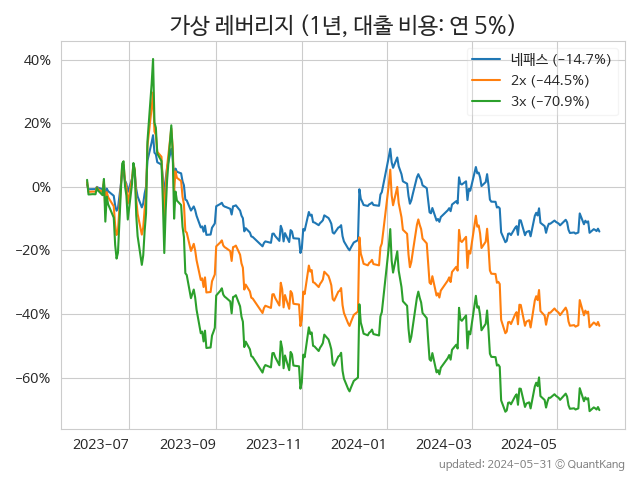 가상 레버리지 (1년, 대출 비용: 연 5%)
네패스 (−14.7%)
2x (−44.5%)
3x (−70.9%)
40%
20%
0%
−20%
−40%
−60%
2023-07 2023-09 2023-11 2024-01 2024-03 2024-05
updated: 2024-05-31 © QuantKang